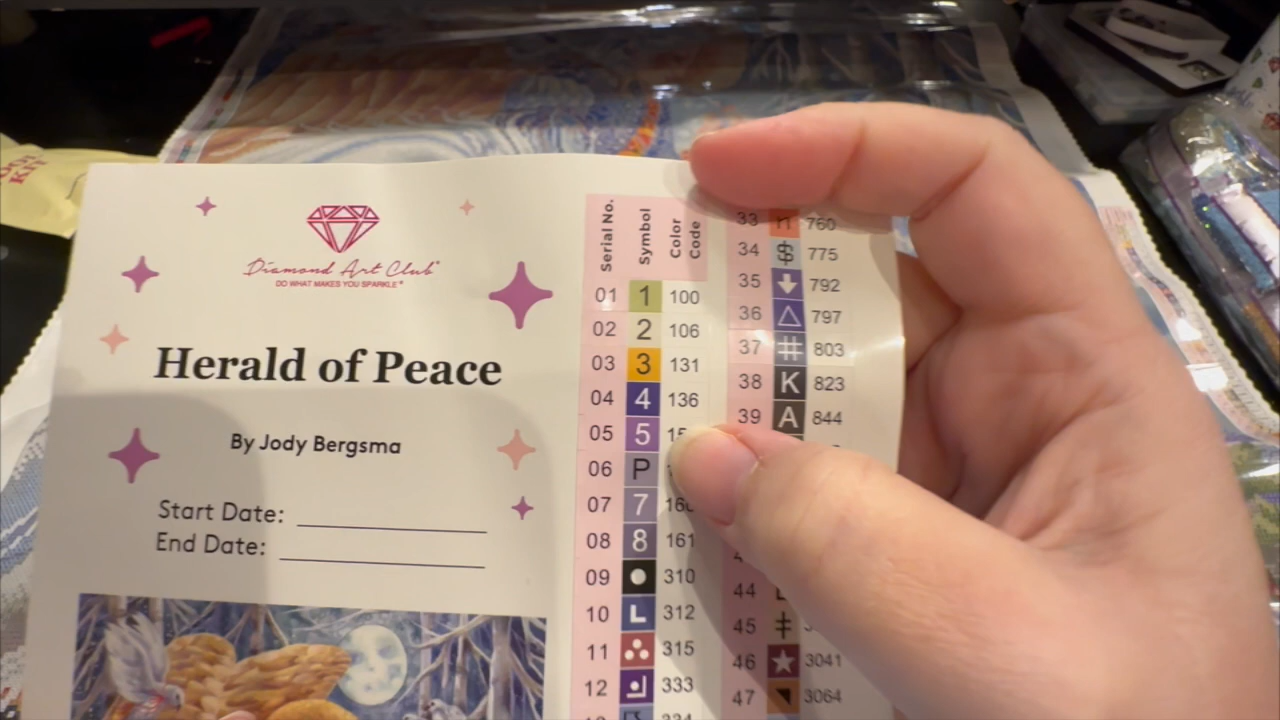 Diamond Art Club
DO WHAT MAKES YOU SPARKLE
Herald of Peace
By Jody Bergsma
Start Date:
End Date:
Serial No. Symbol Color Code
01 1 100
02 2 106
03 3 131
04 4 136
05 5
06 P
07 7
08 8 161
09 310
10 L 312
11 315
12 333
33 n 760
34 $ 775
35 792
36 △ 797
37 # 803
38 K 823
39 A 844
44
45 ‡
46 ★ 3041
47 3064
KIT